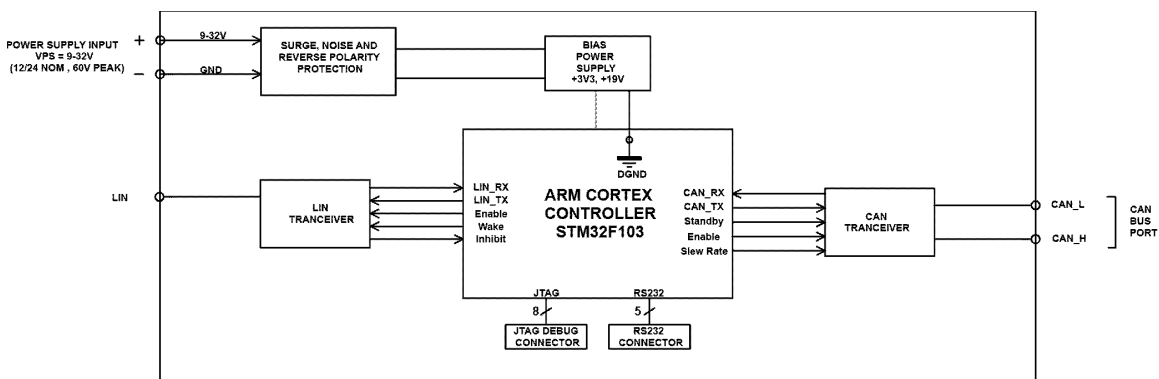 POWER SUPPLY INPUT
VPS = 9-32V
(12/24 NOM , 60V PEAK)
+
−
9-32V
GND
SURGE, NOISE AND
REVERSE POLARITY
PROTECTION
BIAS
POWER
SUPPLY
+3V3, +19V
DGND
LIN
LIN
TRANCEIVER
LIN_RX
LIN_TX
Enable
Wake
Inhibit
ARM CORTEX
CONTROLLER
STM32F103
CAN_RX
CAN_TX
Standby
Enable
Slew Rate
CAN
TRANCEIVER
CAN_L
CAN_H
CAN
BUS
PORT
JTAG
RS232
8
5
JTAG DEBUG
CONNECTOR
RS232
CONNECTOR